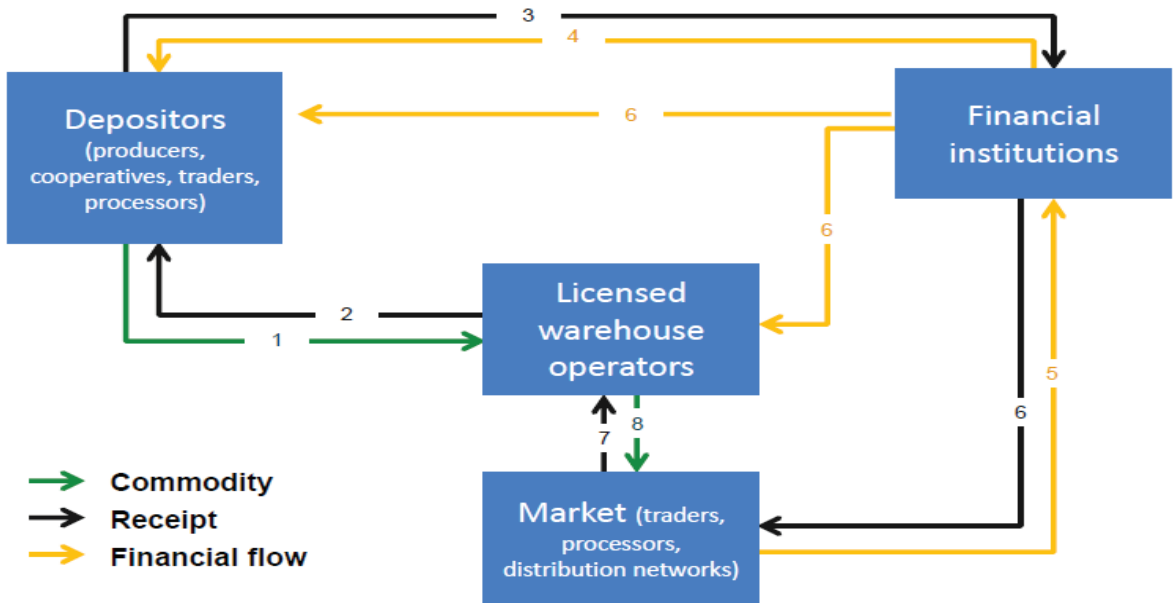 3
4
Depositors
(producers,
cooperatives, traders,
processors)
6
Financial
institutions
6
2
1
Licensed
warehouse
operators
5
6
7
8
Commodity
Receipt
Financial flow
Market (traders,
processors,
distribution networks)